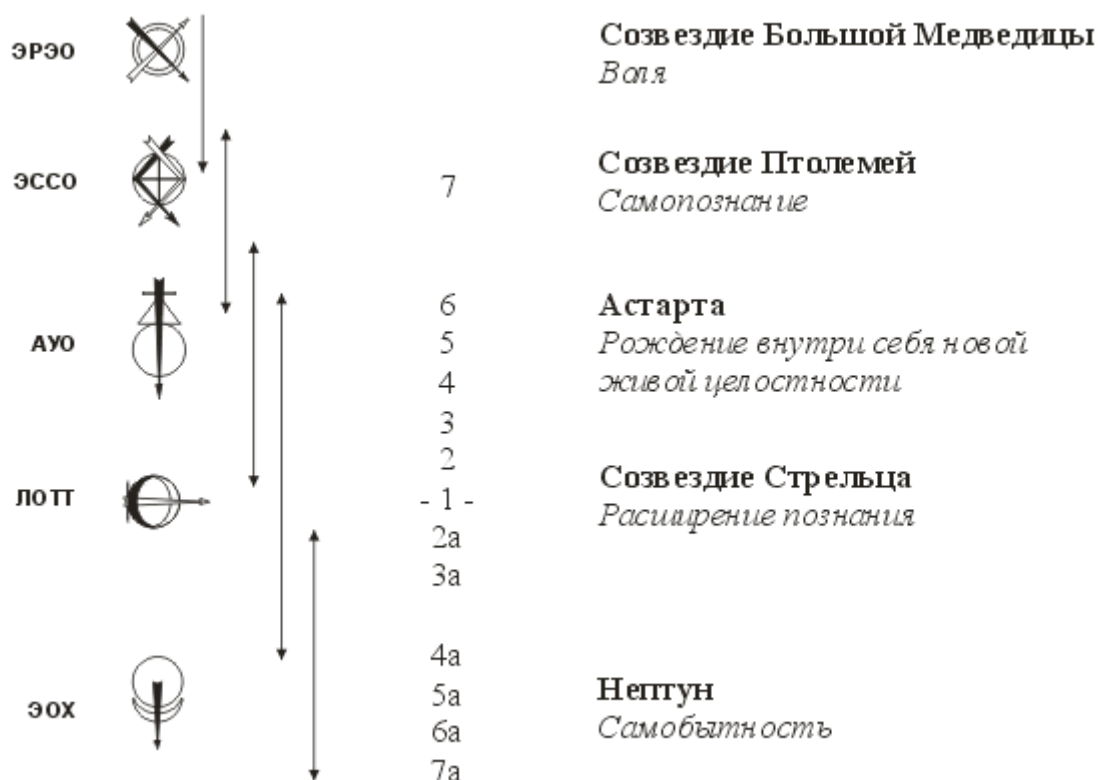 ЭРЭО
Созвездие Большой Медведицы
Воля
ЭССО
7
Созвездие Птолемей
Самопознание
АУО
6
5
4
3
2
Астарта
Рождение внутри себя новой
живой целостности
ЛОТТ
- 1 -
2а
3а
Созвездие Стрельца
Расширение познания
ЭОХ
4а
5а
6а
7а
Нептун
Самобытность